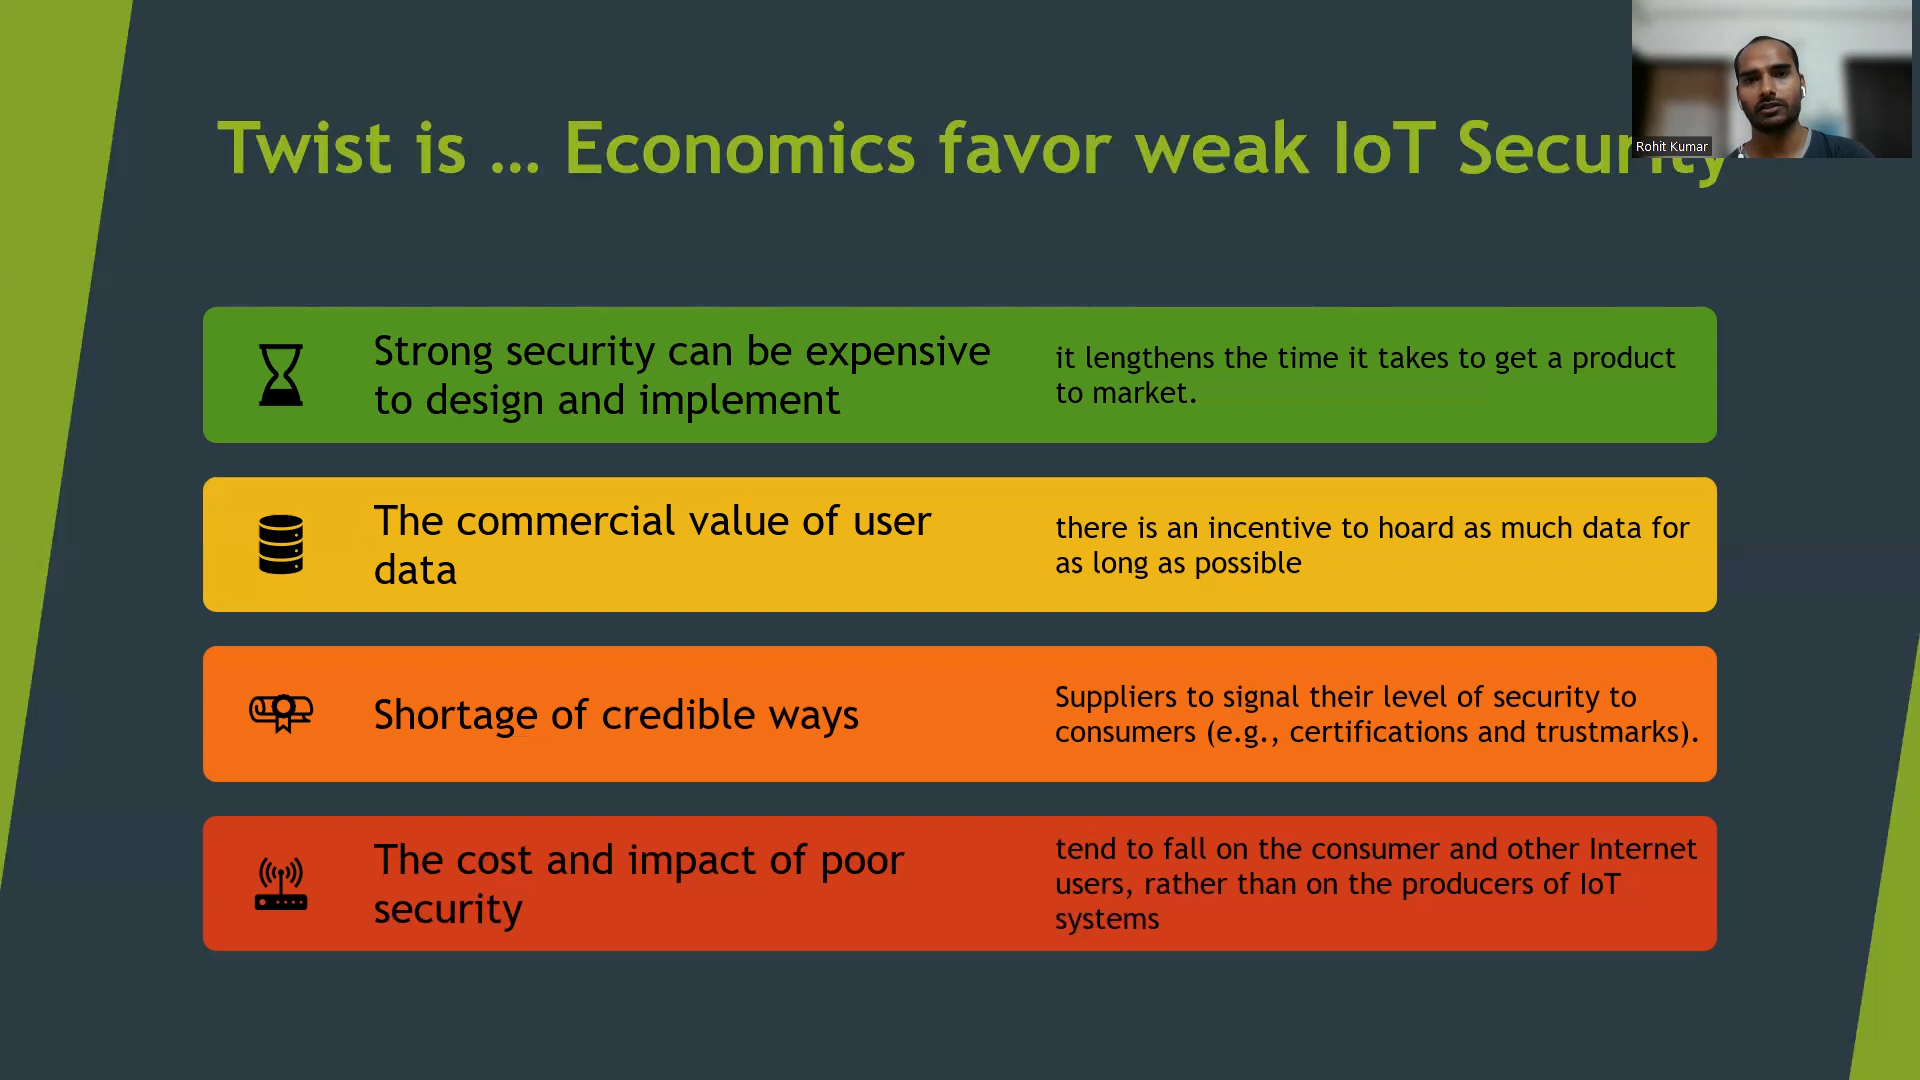 Twist is ... Economics favor weak IoT Security
Rohit Kumar
Strong security can be expensive
to design and implement
it lengthens the time it takes to get a product
to market.
The commercial value of user
data
there is an incentive to hoard as much data for
as long as possible
Shortage of credible ways
Suppliers to signal their level of security to
consumers (e.g., certifications and trustmarks).
The cost and impact of poor
security
tend to fall on the consumer and other Internet
users, rather than on the producers of IoT
systems